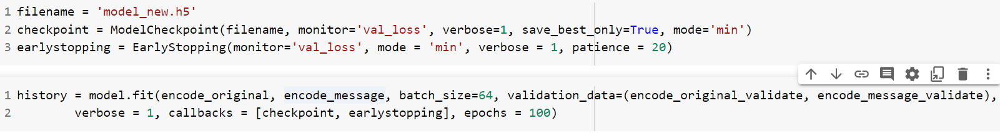 1 filename = 'model_new.h5'
2 checkpoint = ModelCheckpoint(filename, monitor='val_loss', verbose=1, save_best_only=True, mode='min')
3 earlystopping = EarlyStopping(monitor='val_loss', mode = 'min', verbose = 1, patience = 20)
1 history = model.fit(encode_original, encode_message, batch_size=64, validation_data=(encode_original_validate, encode_message_validate),
2         verbose = 1, callbacks = [checkpoint, earlystopping], epochs = 100)